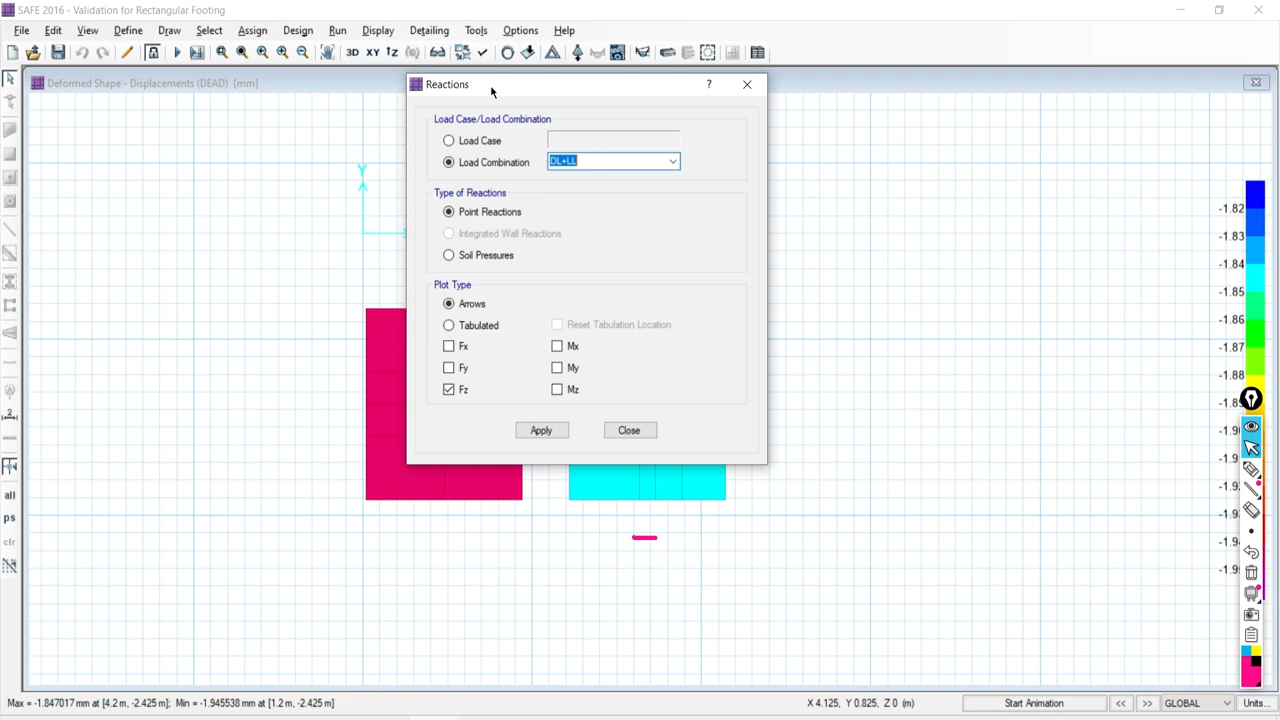 SAFE 2016 - Validation for Rectangular Footing
File Edit View Define Draw Select Assign Design Run Display Detailing Tools Options Help
3D XY
Deformed Shape - Displacements (DEAD) [mm]
Reactions ?
Load Case/Load Combination
Load Case
Load Combination DL+LL
Type of Reactions
Point Reactions
Integrated Wall Reactions
Soil Pressures
Plot Type
Arrows
Tabulated Reset Tabulation Location
Fx Mx
Fy My
Fz Mz
Apply Close
Y
-1.82
-1.83
-1.84
-1.85
-1.86
-1.87
-1.88
all
ps
clr
Max = -1.847017 mm at [4.2 m, -2.425 m]; Min = -1.945538 mm at [1.2 m, -2.425 m]
X 4.125, Y 0.825, Z 0 (m)
Start Animation << >> GLOBAL Units...